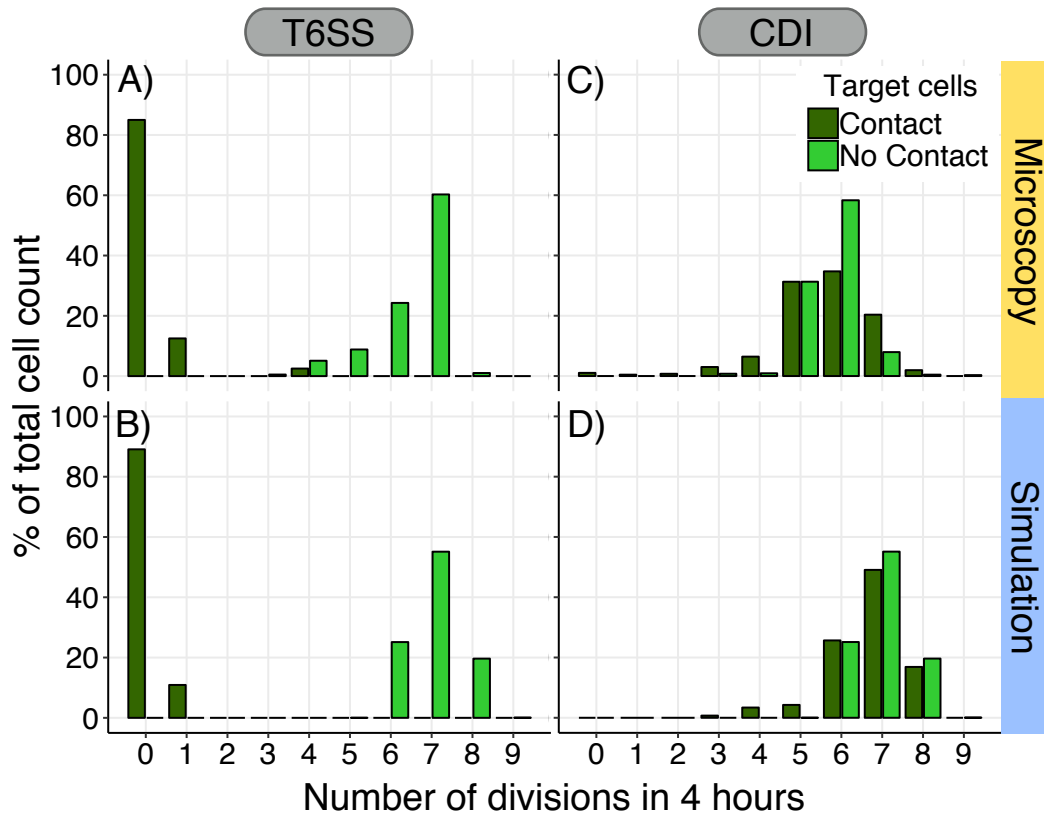 T6SS
CDI
A)
C)
Target cells
Contact
No Contact
100
80
60
40
20
0
Microscopy
% of total cell count
B)
D)
100
80
60
40
20
0
Simulation
0 1 2 3 4 5 6 7 8 9
0 1 2 3 4 5 6 7 8 9
Number of divisions in 4 hours